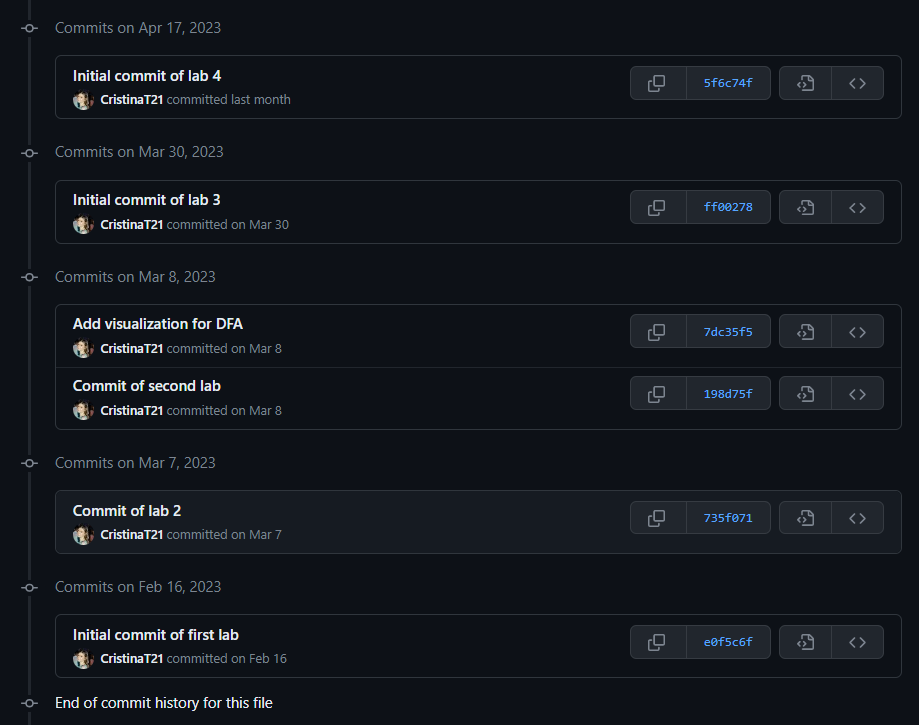 Commits on Apr 17, 2023
Initial commit of lab 4
5f6c74f
CristinaT21 committed last month
Commits on Mar 30, 2023
Initial commit of lab 3
ff00278
CristinaT21 committed on Mar 30
Commits on Mar 8, 2023
Add visualization for DFA
7dc35f5
CristinaT21 committed on Mar 8
Commit of second lab
198d75f
CristinaT21 committed on Mar 8
Commits on Mar 7, 2023
Commit of lab 2
735f071
CristinaT21 committed on Mar 7
Commits on Feb 16, 2023
Initial commit of first lab
e0f5c6f
CristinaT21 committed on Feb 16
End of commit history for this file